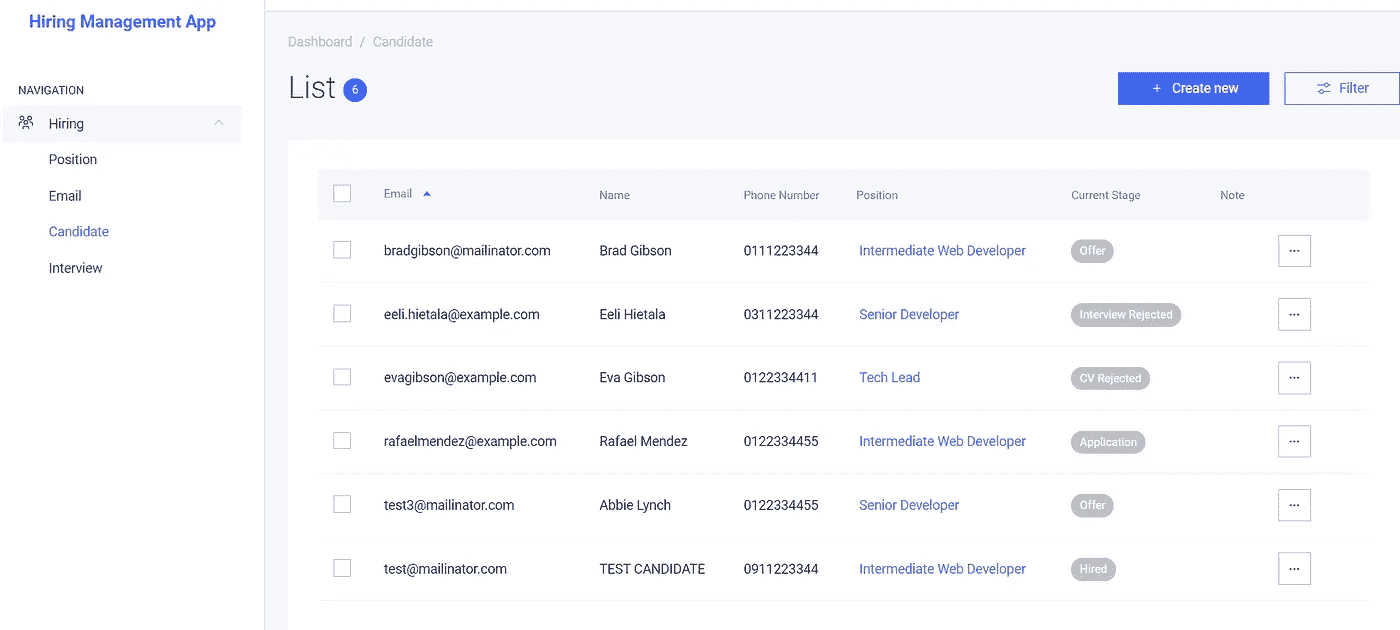 Hiring Management App
NAVIGATION
Hiring
Position
Email
Candidate
Interview
Dashboard / Candidate
List 6
+ Create new
Filter
Email Name Phone Number Position Current Stage Note
bradgibson@mailinator.com Brad Gibson 0111223344 Intermediate Web Developer Offer ...
eeli.hietala@example.com Eeli Hietala 0311223344 Senior Developer Interview Rejected ...
evagibson@example.com Eva Gibson 0122334411 Tech Lead CV Rejected ...
rafaelmendez@example.com Rafael Mendez 0122334455 Intermediate Web Developer Application ...
test3@mailinator.com Abbie Lynch 0122334455 Senior Developer Offer ...
test@mailinator.com TEST CANDIDATE 0911223344 Intermediate Web Developer Hired ...